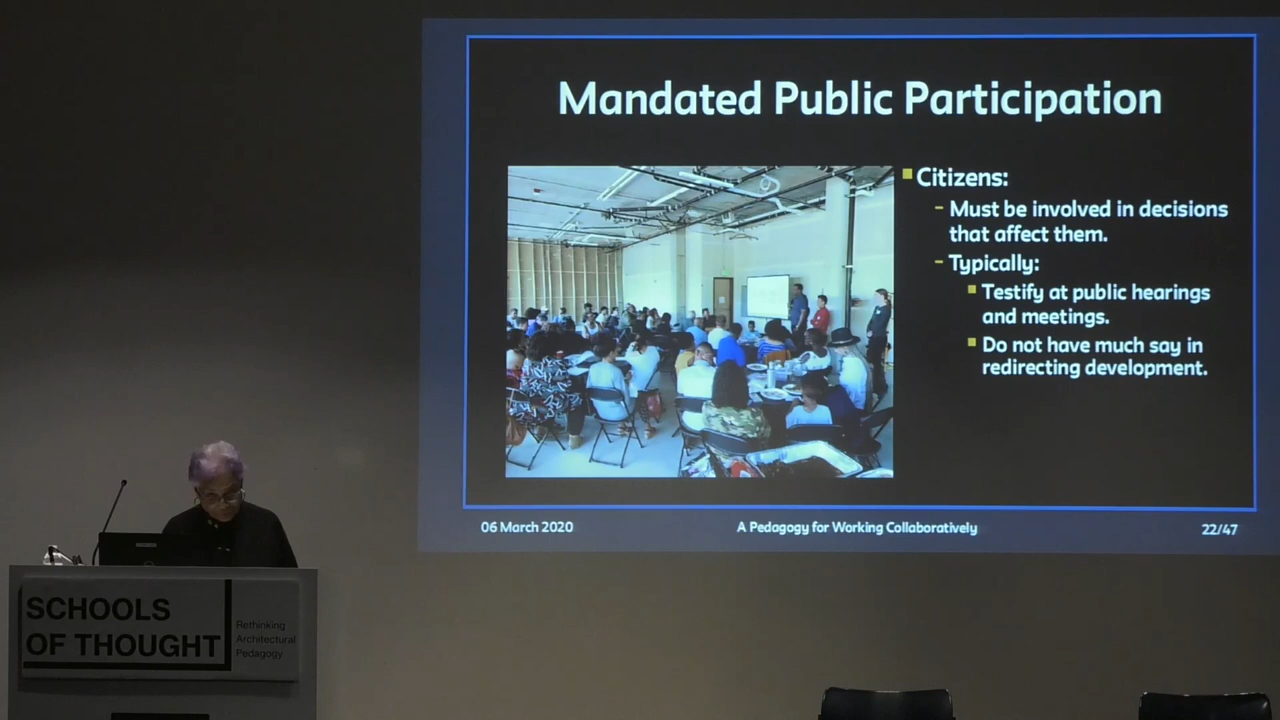 Mandated Public Participation
Citizens:
- Must be involved in decisions
that affect them.
- Typically:
Testify at public hearings
and meetings.
Do not have much say in
redirecting development.
06 March 2020
A Pedagogy for Working Collaboratively
22/47
SCHOOLS
OF THOUGHT
Rethinking
Architectural
Pedagogy